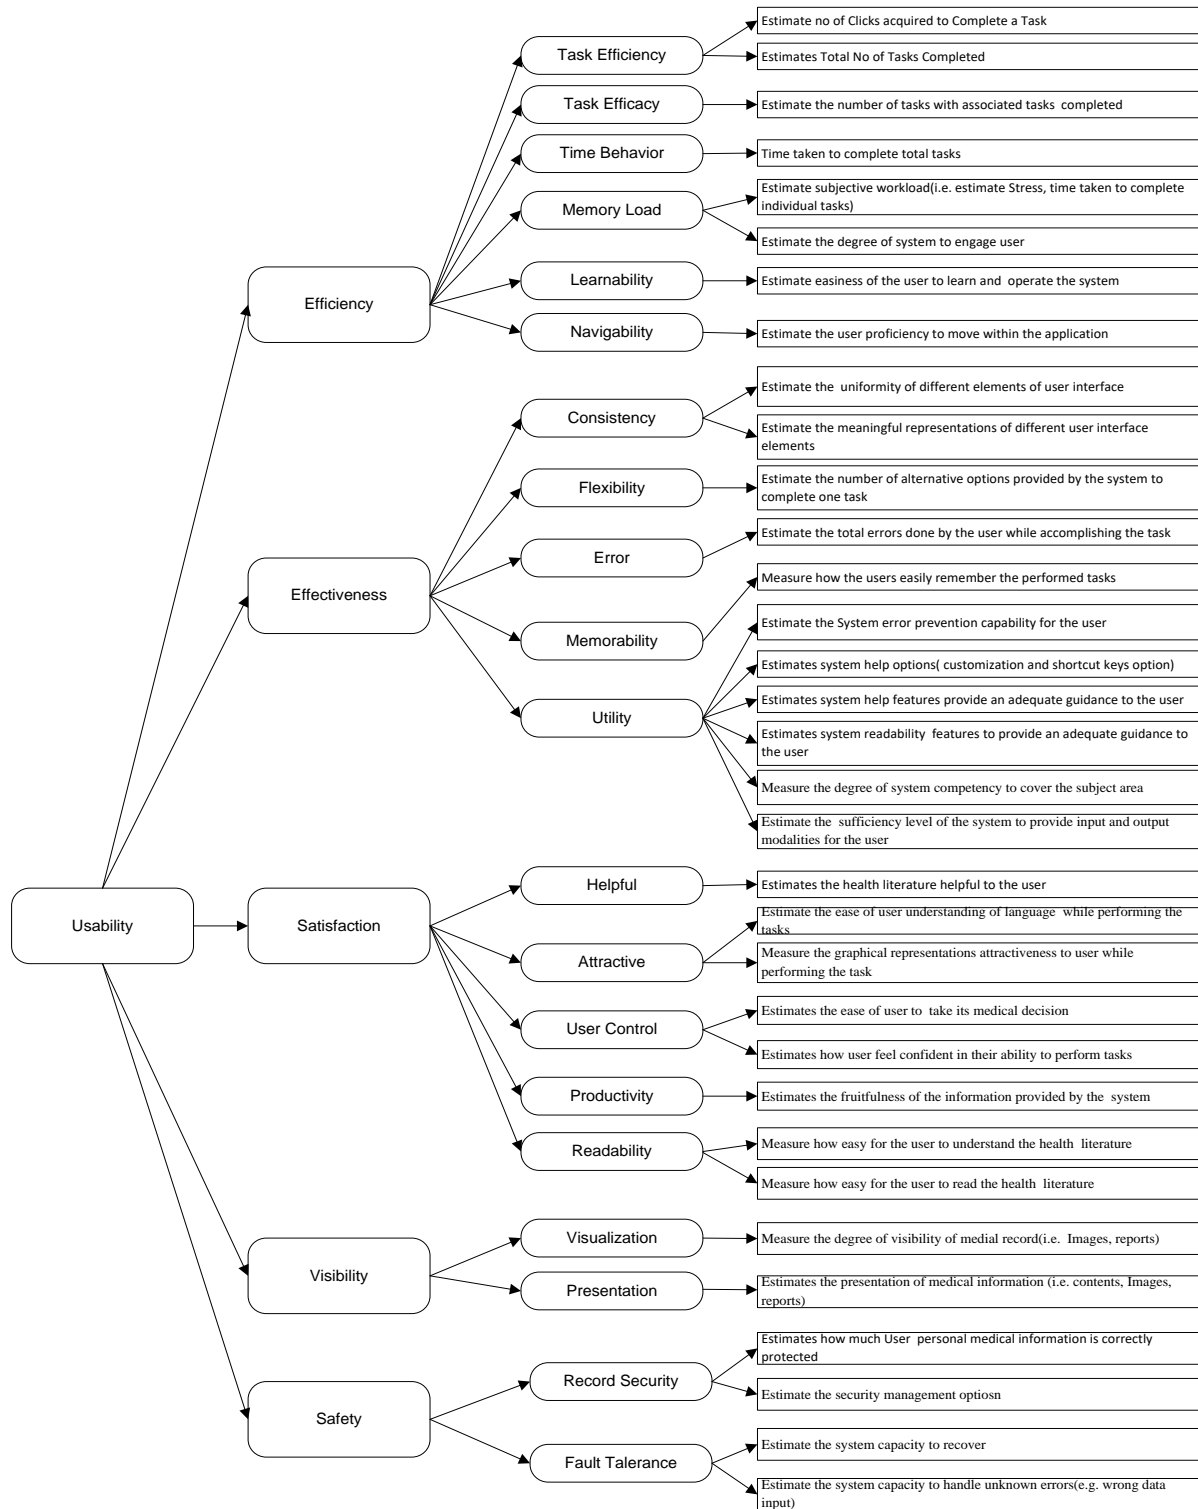 Estimate no of Clicks acquired to Complete a Task
Task Efficiency
Estimates Total No of Tasks Completed
Task Efficacy
Estimate the number of tasks with associated tasks completed
Time Behavior
Time taken to complete total tasks
Estimate subjective workload(i.e. estimate Stress, time taken to complete
individual tasks)
Memory Load
Estimate the degree of system to engage user
Learnability
Estimate easiness of the user to learn and operate the system
Efficiency
Navigability
Estimate the user proficiency to move within the application
Estimate the uniformity of different elements of user interface
Consistency
Estimate the meaningful representations of different user interface
elements
Flexibility
Estimate the number of alternative options provided by the system to
complete one task
Error
Estimate the total errors done by the user while accomplishing the task
Effectiveness
Measure how the users easily remember the performed tasks
Memorability
Estimate the System error prevention capability for the user
Estimates system help options( customization and shortcut keys option)
Estimates system help features provide an adequate guidance to the user
Utility
Estimates system readability features to provide an adequate guidance to
the user
Measure the degree of system competency to cover the subject area
Estimate the sufficiency level of the system to provide input and output
modalities for the user
Helpful
Estimates the health literature helpful to the user
Usability
Satisfaction
Estimate the ease of user understanding of language while performing the
tasks
Attractive
Measure the graphical representations attractiveness to user while
performing the task
Estimates the ease of user to take its medical decision
User Control
Estimates how user feel confident in their ability to perform tasks
Productivity
Estimates the fruitfulness of the information provided by the system
Measure how easy for the user to understand the health literature
Readability
Measure how easy for the user to read the health literature
Visualization
Measure the degree of visibility of medial record(i.e. Images, reports)
Visibility
Presentation
Estimates the presentation of medical information (i.e. contents, Images,
reports)
Estimates how much User personal medical information is correctly
protected
Record Security
Estimate the security management optiosn
Safety
Estimate the system capacity to recover
Fault Talerance
Estimate the system capacity to handle unknown errors(e.g. wrong data
input)